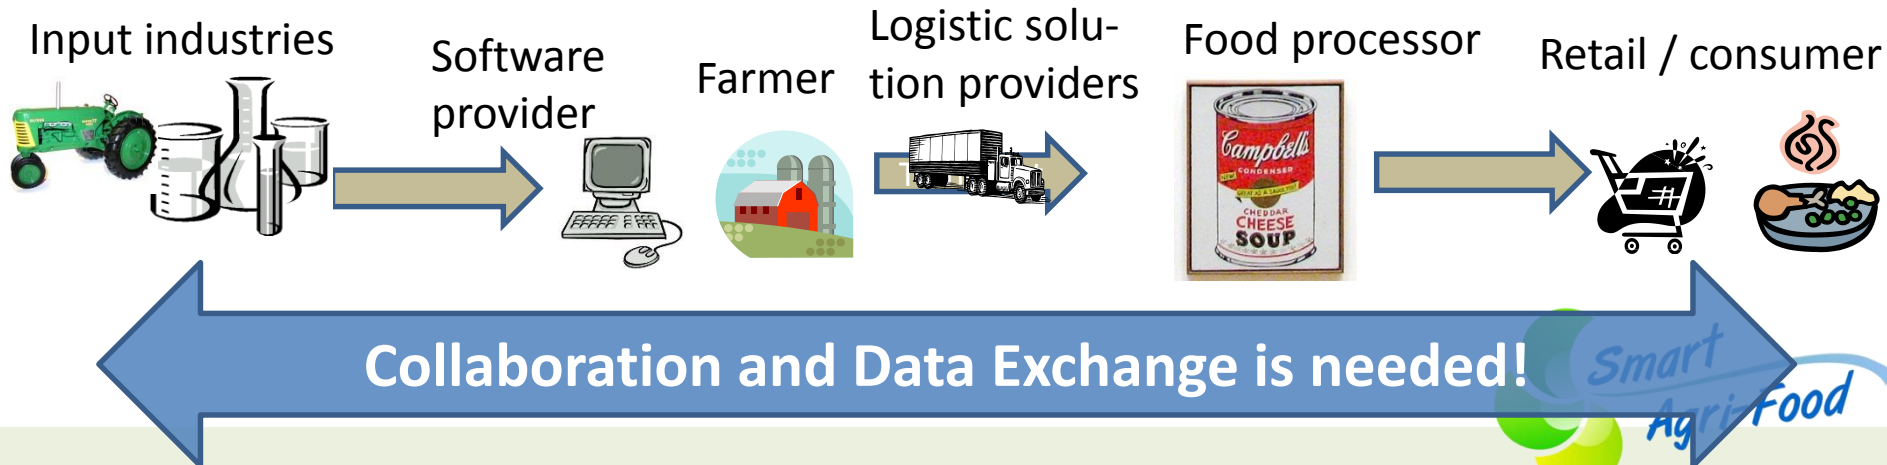 Input industries
Software
provider
Farmer
Logistic solu-
tion providers
Food processor
Retail / consumer
Campbell's
CONDENSED
CHEDDAR
CHEESE
SOUP
Collaboration and Data Exchange is needed!
Smart
Agri-Food